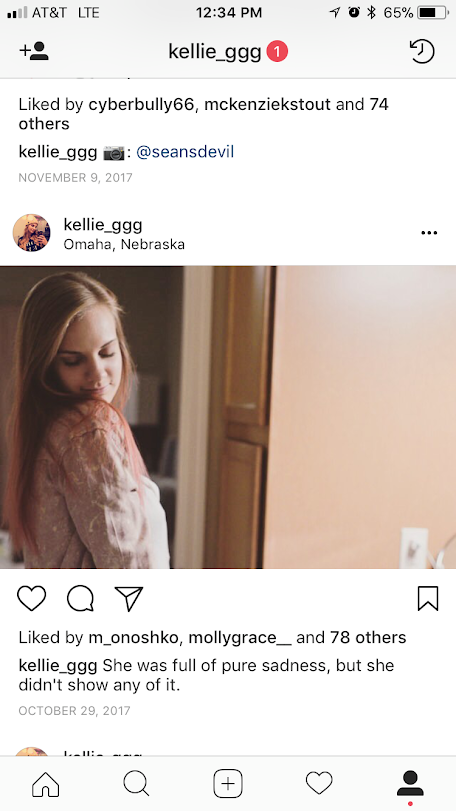 AT&T LTE 12:34 PM 65%
kellie_ggg 1
Liked by cyberbully66, mckenziekstout and 74
others
kellie_ggg 📷: @seansdevil
NOVEMBER 9, 2017
kellie_ggg
Omaha, Nebraska
Liked by m_onoshko, mollygrace__ and 78 others
kellie_ggg She was full of pure sadness, but she
didn't show any of it.
OCTOBER 29, 2017
kellie_ggg